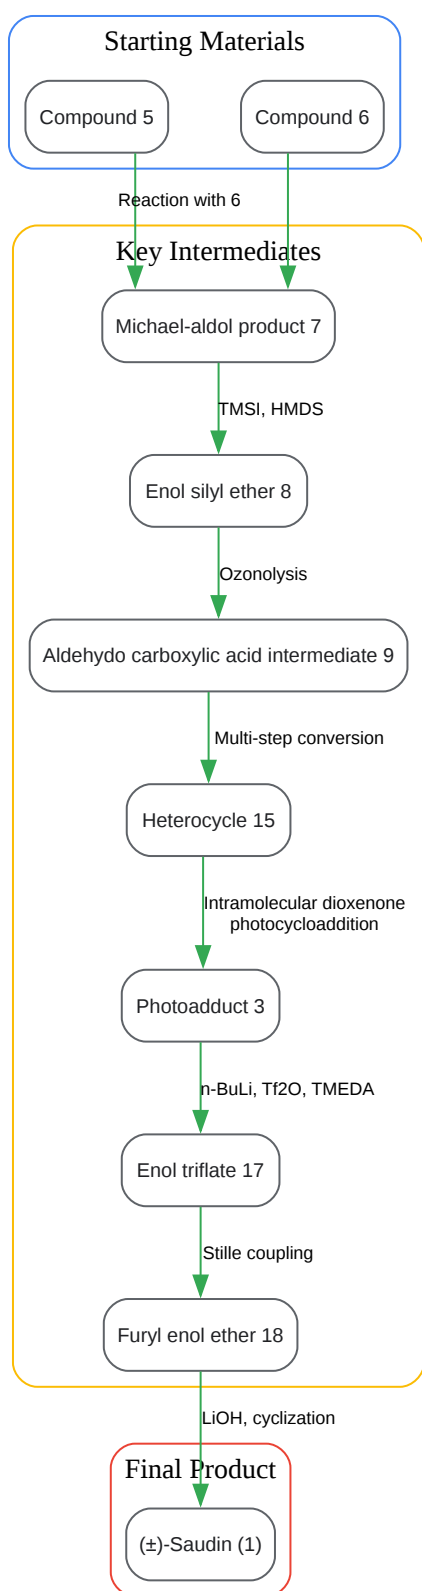 Starting Materials
Compound 5
Compound 6
Reaction with 6
Key Intermediates
Michael-aldol product 7
TMSI, HMDS
Enol silyl ether 8
Ozonolysis
Aldehydo carboxylic acid intermediate 9
Multi-step conversion
Heterocycle 15
Intramolecular dioxenone
photocycloaddition
Photoadduct 3
n-BuLi, Tf2O, TMEDA
Enol triflate 17
Stille coupling
Furyl enol ether 18
LiOH, cyclization
Final Product
(±)-Saudin (1)